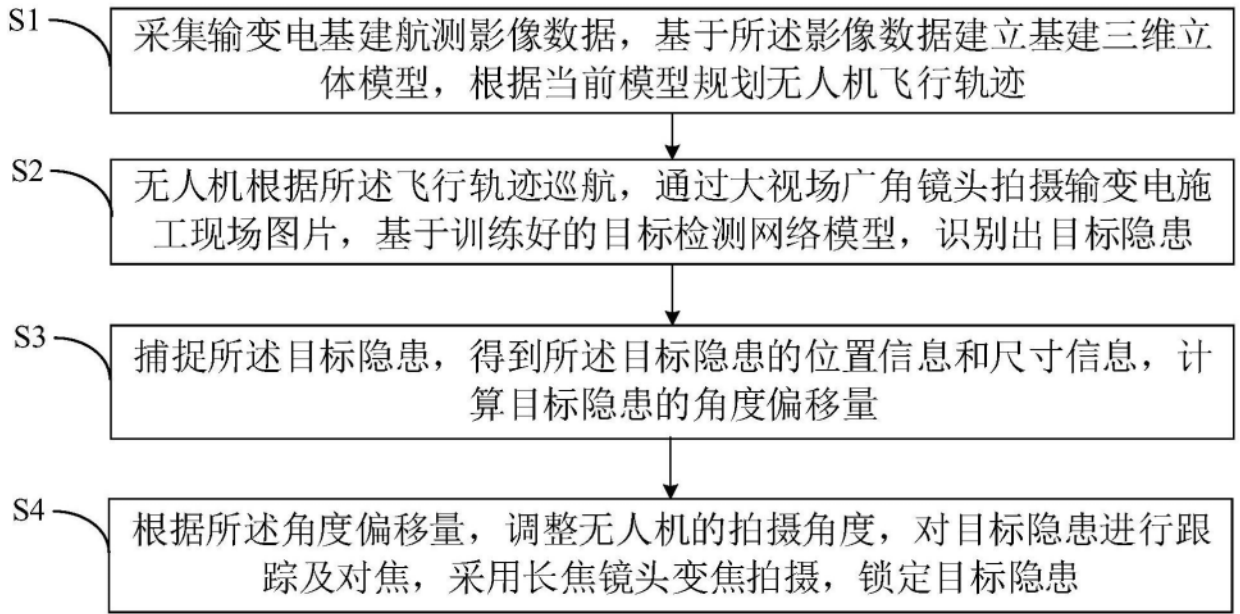 S1
采集输变电基建航测影像数据，基于所述影像数据建立基建三维立
体模型，根据当前模型规划无人机飞行轨迹
S2
无人机根据所述飞行轨迹巡航，通过大视场广角镜头拍摄输变电施
工现场图片，基于训练好的目标检测网络模型，识别出目标隐患
S3
捕捉所述目标隐患，得到所述目标隐患的位置信息和尺寸信息，计
算目标隐患的角度偏移量
S4
根据所述角度偏移量，调整无人机的拍摄角度，对目标隐患进行跟
踪及对焦，采用长焦镜头变焦拍摄，锁定目标隐患